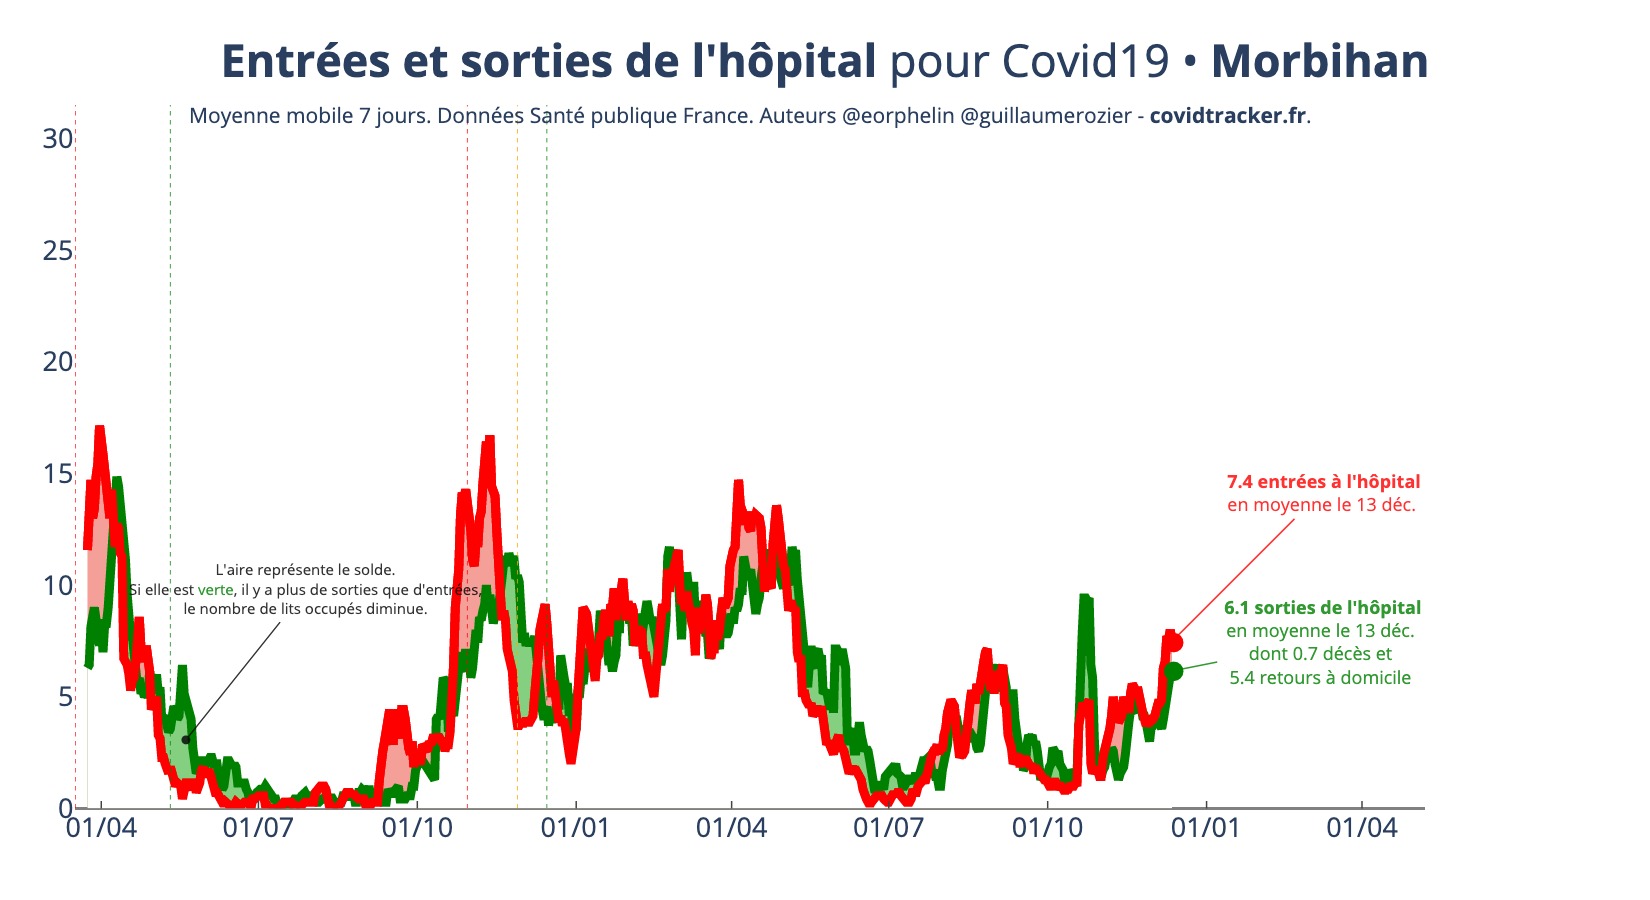 Entrées et sorties de l'hôpital pour Covid19 • Morbihan
Moyenne mobile 7 jours. Données Santé publique France. Auteurs @eorphelin @guillaumerozier - covidtracker.fr.
30
25
20
15
10
5
0
7.4 entrées à l'hôpital
en moyenne le 13 déc.
L'aire représente le solde.
Si elle est verte, il y a plus de sorties que d'entrées,
le nombre de lits occupés diminue.
6.1 sorties de l'hôpital
en moyenne le 13 déc.
dont 0.7 décès et
5.4 retours à domicile
01/04 01/07 01/10 01/01 01/04 01/07 01/10 01/01 01/04